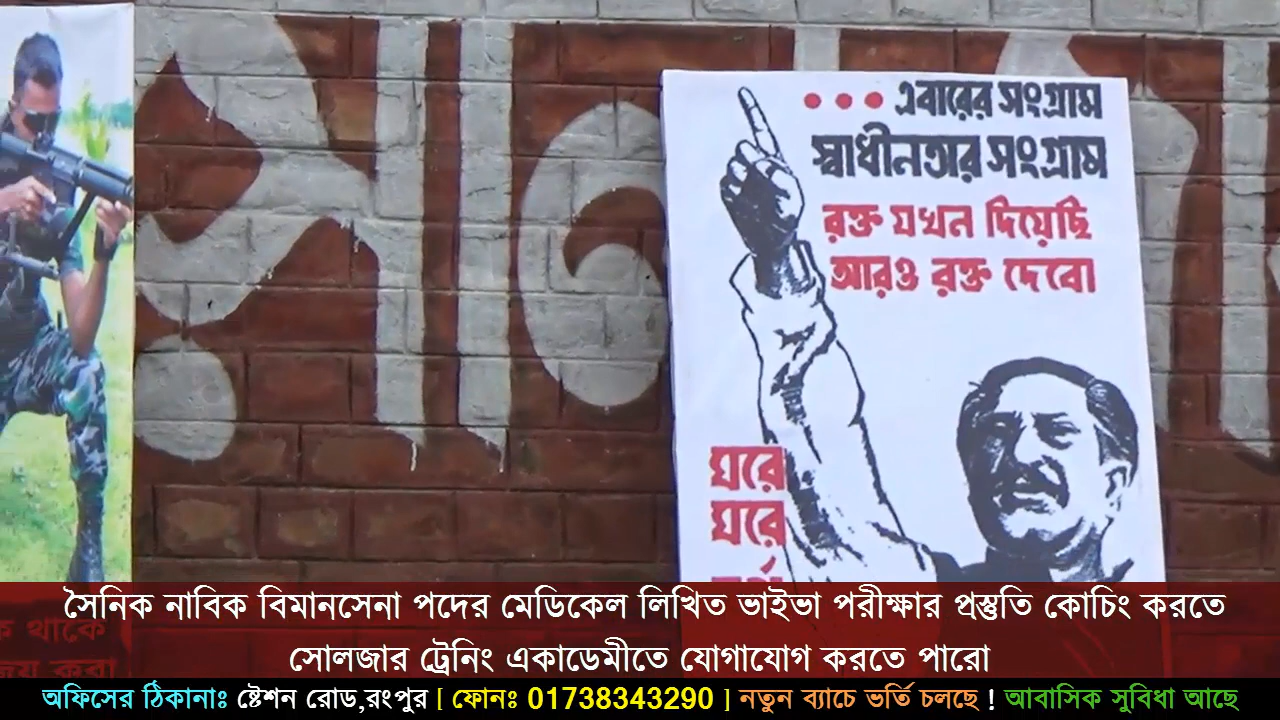 ••• এবারের সংগ্রাম
স্বাধীনতার সংগ্রাম
রক্ত যখন দিয়েছি
আরও রক্ত দেবো
ঘরে
ঘরে
থাকে
সৈনিক নাবিক বিমানসেনা পদের মেডিকেল লিখিত ভাইভা পরীক্ষার প্রস্তুতি কোচিং করতে
সোলজার ট্রেনিং একাডেমীতে যোগাযোগ করতে পারো
অফিসের ঠিকানাঃ ষ্টেশন রোড,রংপুর [ ফোনঃ 01738343290 ] নতুন ব্যাচে ভর্তি চলছে ! আবাসিক সুবিধা আছে